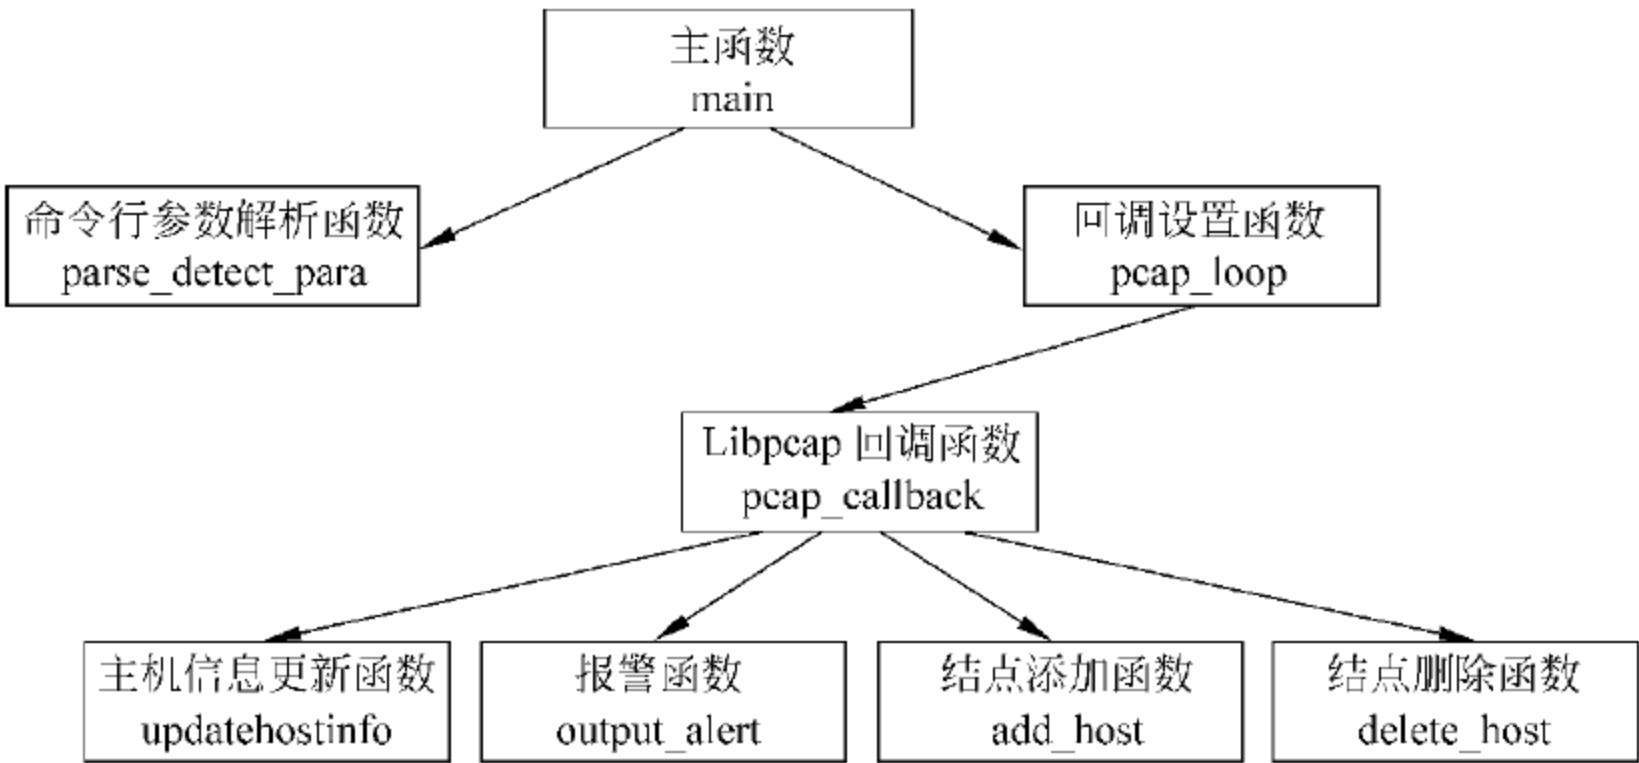 主函数
main
命令行参数解析函数
parse_detect_para
回调设置函数
pcap_loop
Libpcap 回调函数
pcap_callback
主机信息更新函数
updatehostinfo
报警函数
output_alert
结点添加函数
add_host
结点删除函数
delete_host